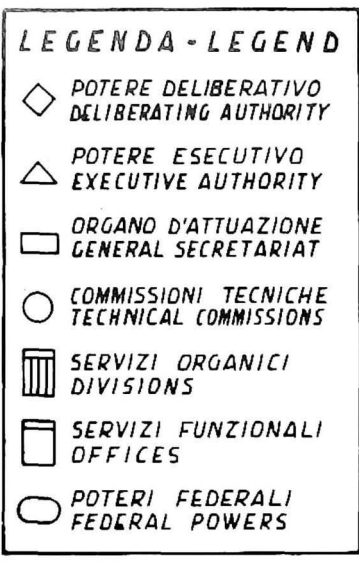 LEGENDA-LEGEND
POTERE DELIBERATIVO
DELIBERATING AUTHORITY
POTERE ESECUTIVO
EXECUTIVE AUTHORITY
ORGANO D'ATTUAZIONE
GENERAL SECRETARIAT
COMMISSIONI TECNICHE
TECHNICAL COMMISSIONS
SERVIZI ORGANICI
DIVISIONS
SERVIZI FUNZIONALI
OFFICES
POTERI FEDERALI
FEDERAL POWERS